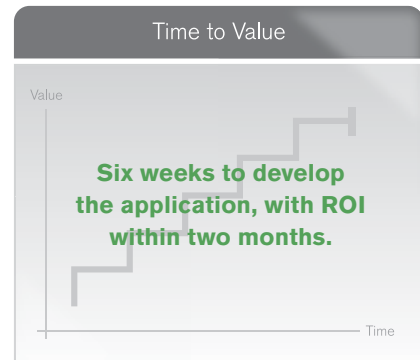 Time to Value
Value
Six weeks to develop
the application, with ROI
within two months.
Time